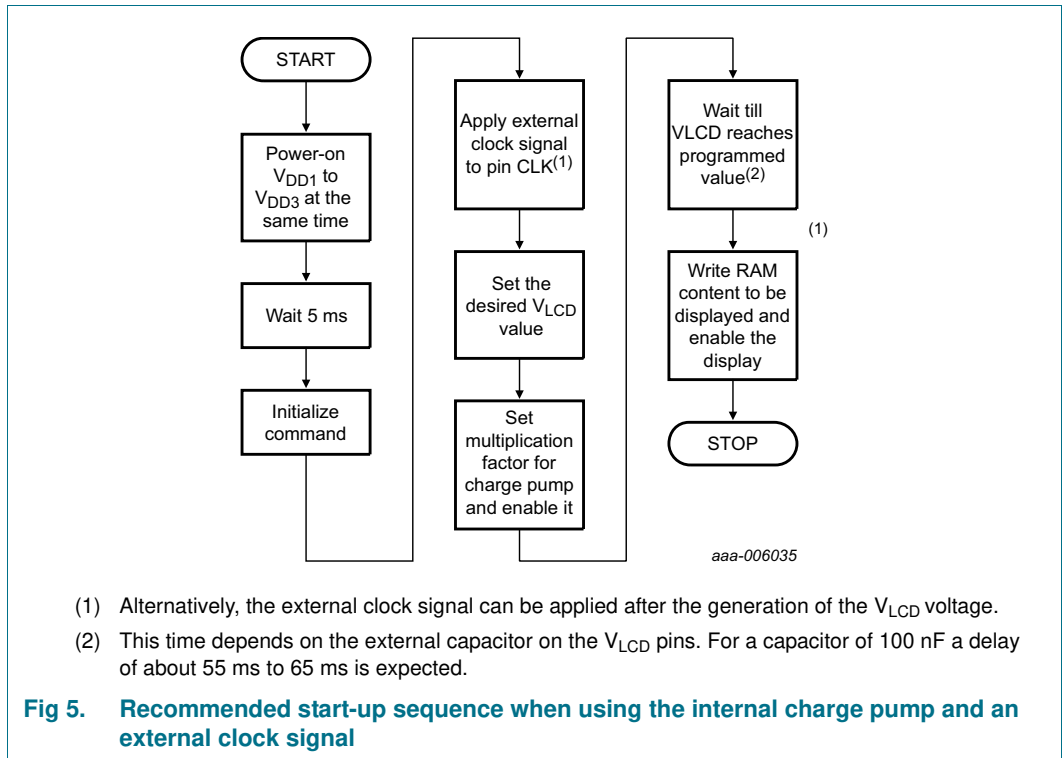 START
Power-on
VDD1 to
VDD3 at the
same time
Wait 5 ms
Initialize
command
Apply external
clock signal
to pin CLK(1)
Set the
desired VLCD
value
Set
multiplication
factor for
charge pump
and enable it
Wait till
VLCD reaches
programmed
value(2)
(1)
Write RAM
content to be
displayed and
enable the
display
STOP
aaa-006035
(1) Alternatively, the external clock signal can be applied after the generation of the VLCD voltage.
(2) This time depends on the external capacitor on the VLCD pins. For a capacitor of 100 nF a delay
of about 55 ms to 65 ms is expected.
Fig 5. Recommended start-up sequence when using the internal charge pump and an
external clock signal